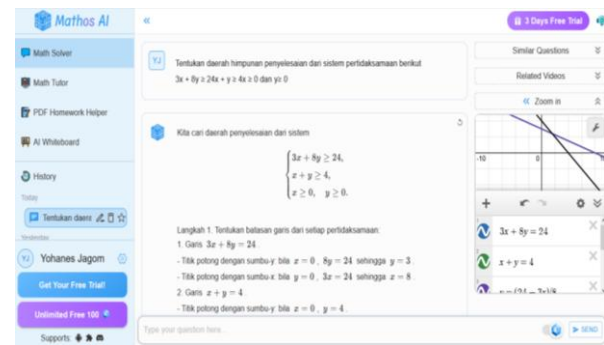 Mathos AI
3 Days Free Trial
Math Solver
Math Tutor
PDF Homework Helper
AI Whiteboard
History
Today
Tentukan daera
Yesterday
YJ Yohanes Jagom
Get Your Free Trial!
Unlimited Free 100
Supports:
YJ
Tentukan daerah himpunan penyelesaian dari sistem pertidaksamaan berikut
3x + 8y ≥ 24x + y ≥ 4x ≥ 0 dan y≥ 0
Kita cari daerah penyelesaian dari sistem
3x + 8y ≥ 24,
x + y ≥ 4,
x ≥ 0, y ≥ 0.
Langkah 1. Tentukan batasan garis dari setiap pertidaksamaan:
1. Garis 3x + 8y = 24.
- Titik potong dengan sumbu-y: bila x = 0 , 8y = 24 sehingga y = 3 .
- Titik potong dengan sumbu-x: bila y = 0 , 3x = 24 sehingga x = 8 .
2. Garis x + y = 4 .
- Titik potong dengan sumbu-y: bila x = 0 , y = 4 .
Type your question here...
SEND
Similar Questions
Related Videos
Zoom in
-10
0
3x + 8y = 24
x + y = 4
y = (24 − 3x)/8